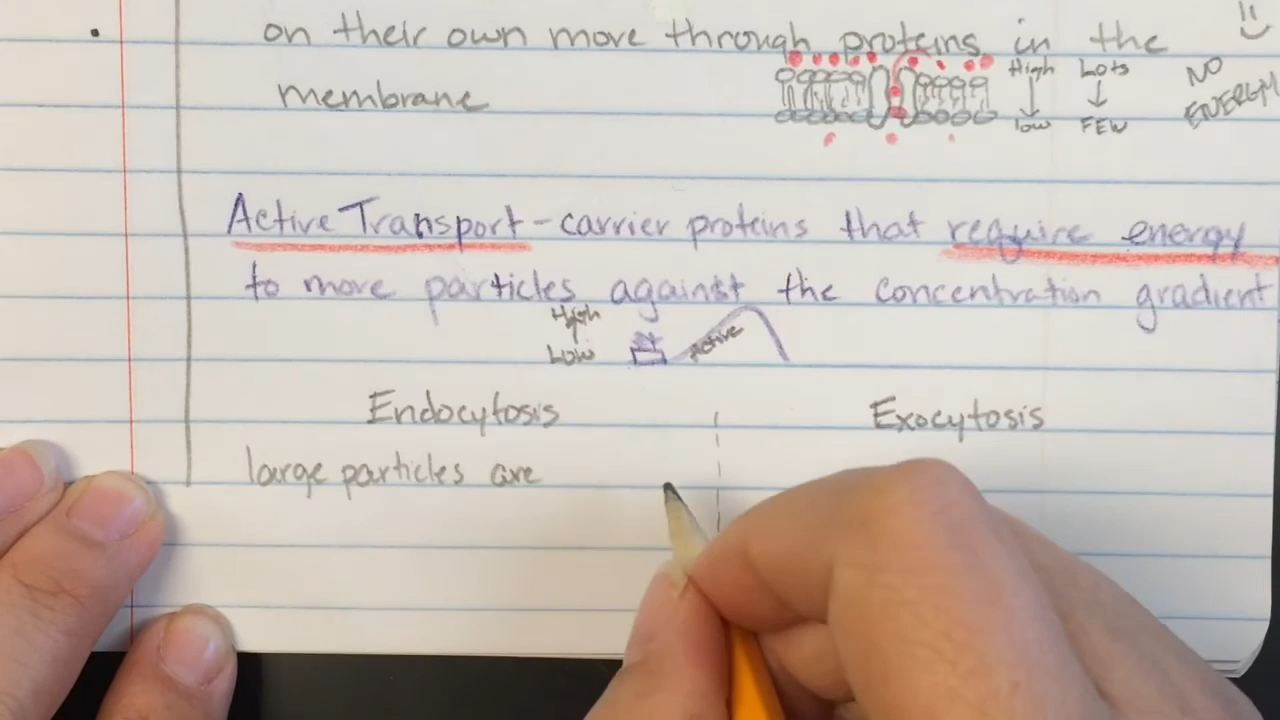 on their own move through proteins in the
membrane
High Lots
low FEW
NO
ENERGY
Active Transport - carrier proteins that require energy
to move particles against the concentration gradient
High
Low
Active
Endocytosis Exocytosis
large particles are